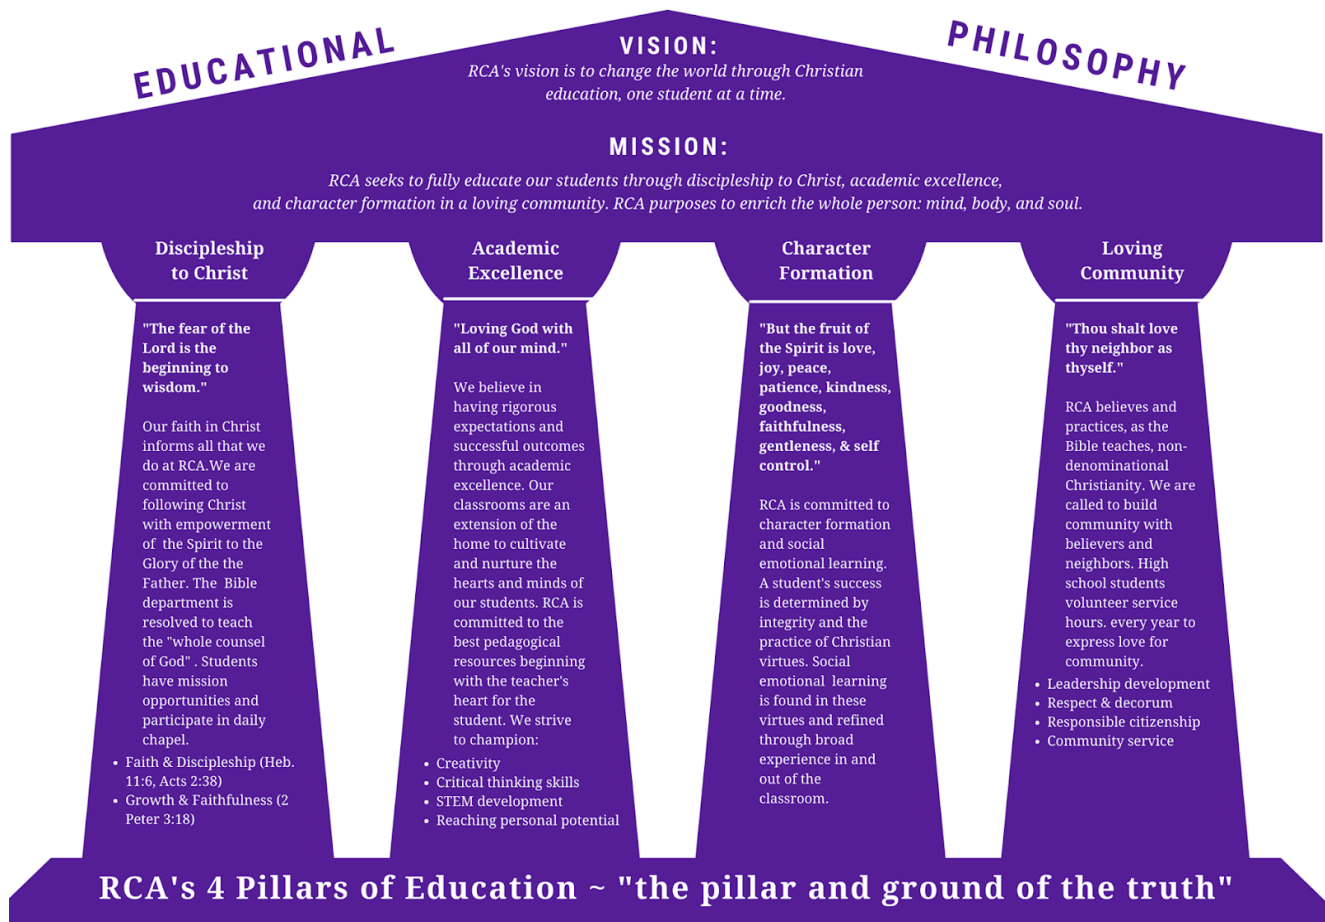 EDUCATIONAL
PHILOSOPHY
VISION:
RCA's vision is to change the world through Christian
education, one student at a time.
MISSION:
RCA seeks to fully educate our students through discipleship to Christ, academic excellence,
and character formation in a loving community. RCA purposes to enrich the whole person: mind, body, and soul.
Discipleship
to Christ
"The fear of the
Lord is the
beginning to
wisdom."
Our faith in Christ
informs all that we
do at RCA.We are
committed to
following Christ
with empowerment
of the Spirit to the
Glory of the the
Father. The Bible
department is
resolved to teach
the "whole counsel
of God" . Students
have mission
opportunities and
participate in daily
chapel.
• Faith & Discipleship (Heb.
11:6, Acts 2:38)
• Growth & Faithfulness (2
Peter 3:18)
Academic
Excellence
"Loving God with
all of our mind."
We believe in
having rigorous
expectations and
successful outcomes
through academic
excellence. Our
classrooms are an
extension of the
home to cultivate
and nurture the
hearts and minds of
our students. RCA is
committed to the
best pedagogical
resources beginning
with the teacher's
heart for the
student. We strive
to champion:
• Creativity
• Critical thinking skills
• STEM development
• Reaching personal potential
Character
Formation
"But the fruit of
the Spirit is love,
joy, peace,
patience, kindness,
goodness,
faithfulness,
gentleness, & self
control."
RCA is committed to
character formation
and social
emotional learning.
A student's success
is determined by
integrity and the
practice of Christian
virtues. Social
emotional learning
is found in these
virtues and refined
through broad
experience in and
out of the
classroom.
Loving
Community
"Thou shalt love
thy neighbor as
thyself."
RCA believes and
practices, as the
Bible teaches, non-
denominational
Christianity. We are
called to build
community with
believers and
neighbors. High
school students
volunteer service
hours. every year to
express love for
community.
• Leadership development
• Respect & decorum
• Responsible citizenship
• Community service
RCA's 4 Pillars of Education ~ "the pillar and ground of the truth"